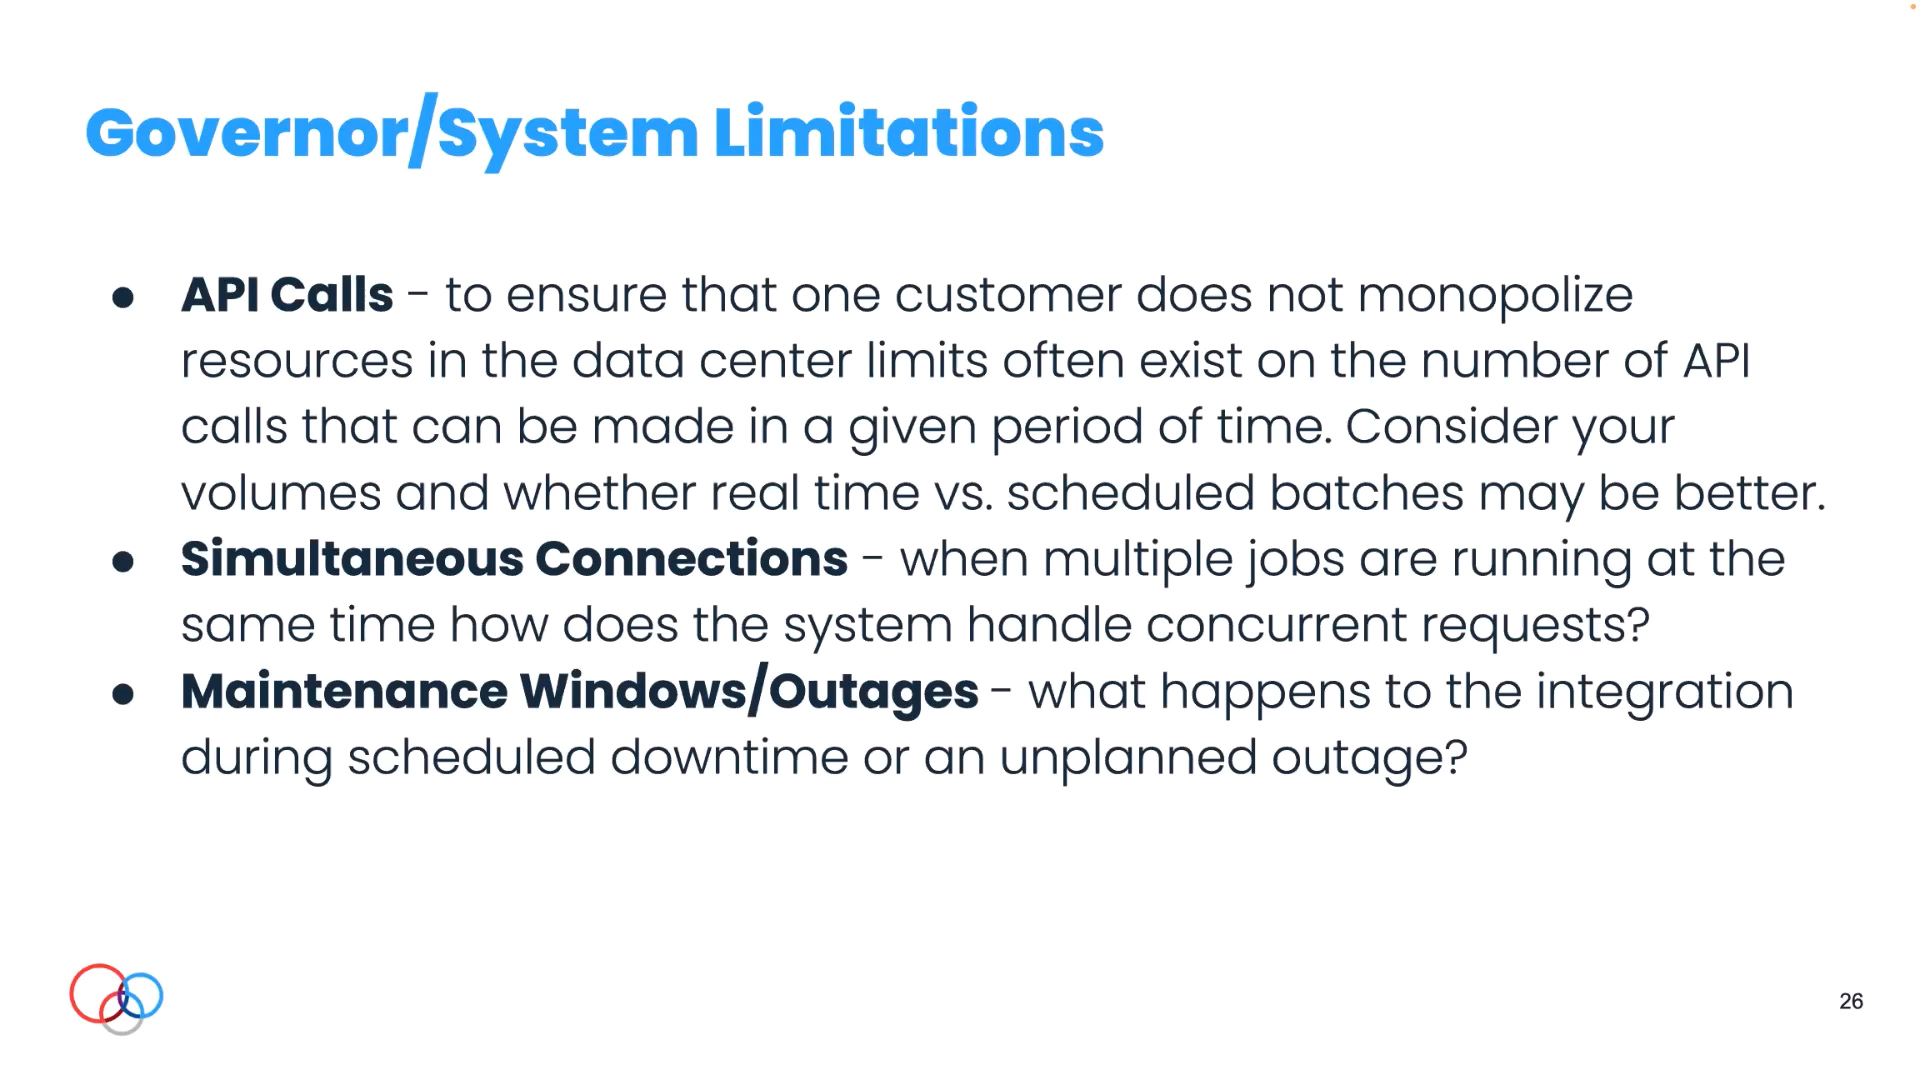 Governor/System Limitations
● API Calls - to ensure that one customer does not monopolize
resources in the data center limits often exist on the number of API
calls that can be made in a given period of time. Consider your
volumes and whether real time vs. scheduled batches may be better.
● Simultaneous Connections - when multiple jobs are running at the
same time how does the system handle concurrent requests?
● Maintenance Windows/Outages - what happens to the integration
during scheduled downtime or an unplanned outage?
26